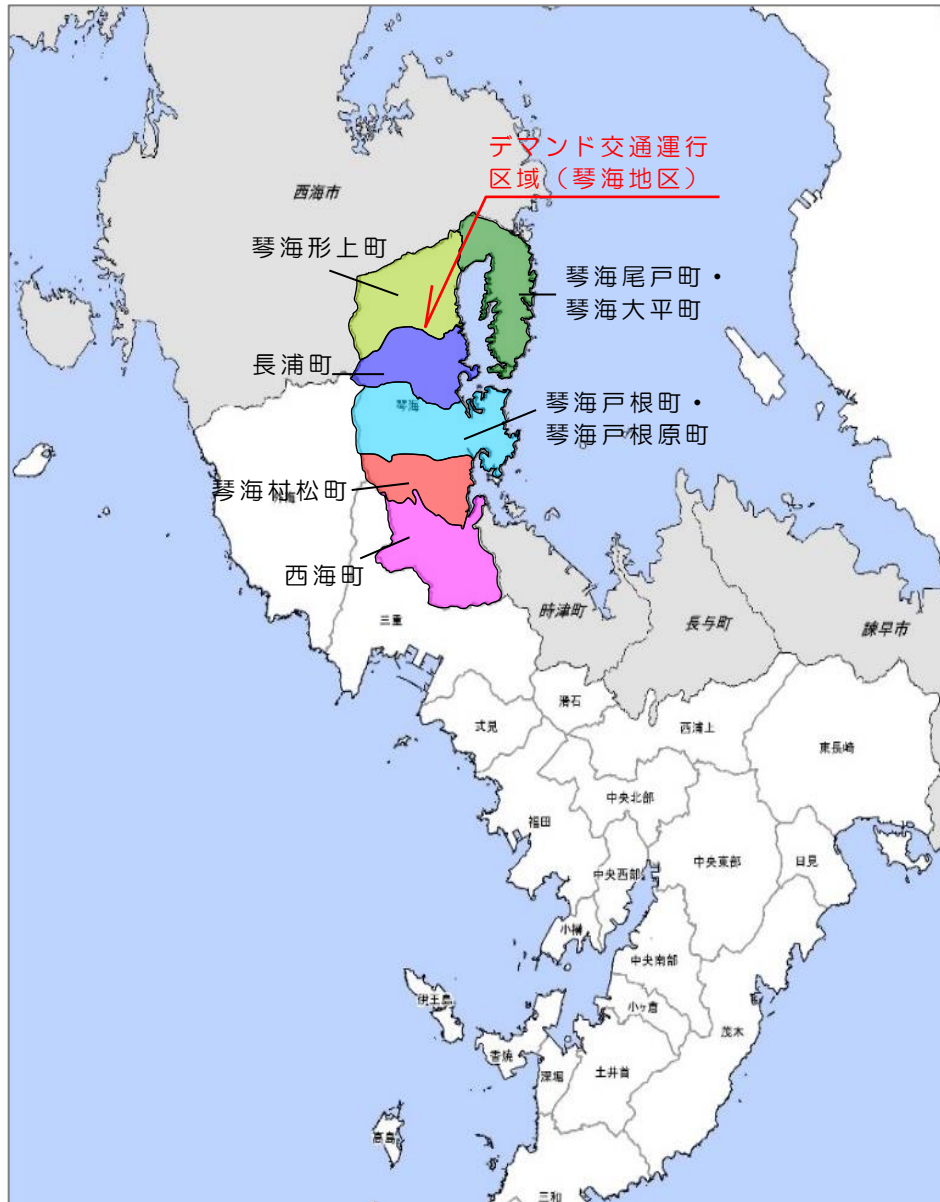 デマンド交通運行
区域（琴海地区）
西海市
琴海形上町
琴海尾戸町・
琴海大平町
長浦町
琴海
琴海戸根町・
琴海戸根原町
琴海村松町
西海町
時津町
長与町
諫早市
三重
滑石
式見
西浦上
東長崎
中央北部
福田
中央東部
日見
中央西部
小榊
中央南部
伊王島
小ヶ倉
茂木
香焼
深堀
土井首
高島
三和